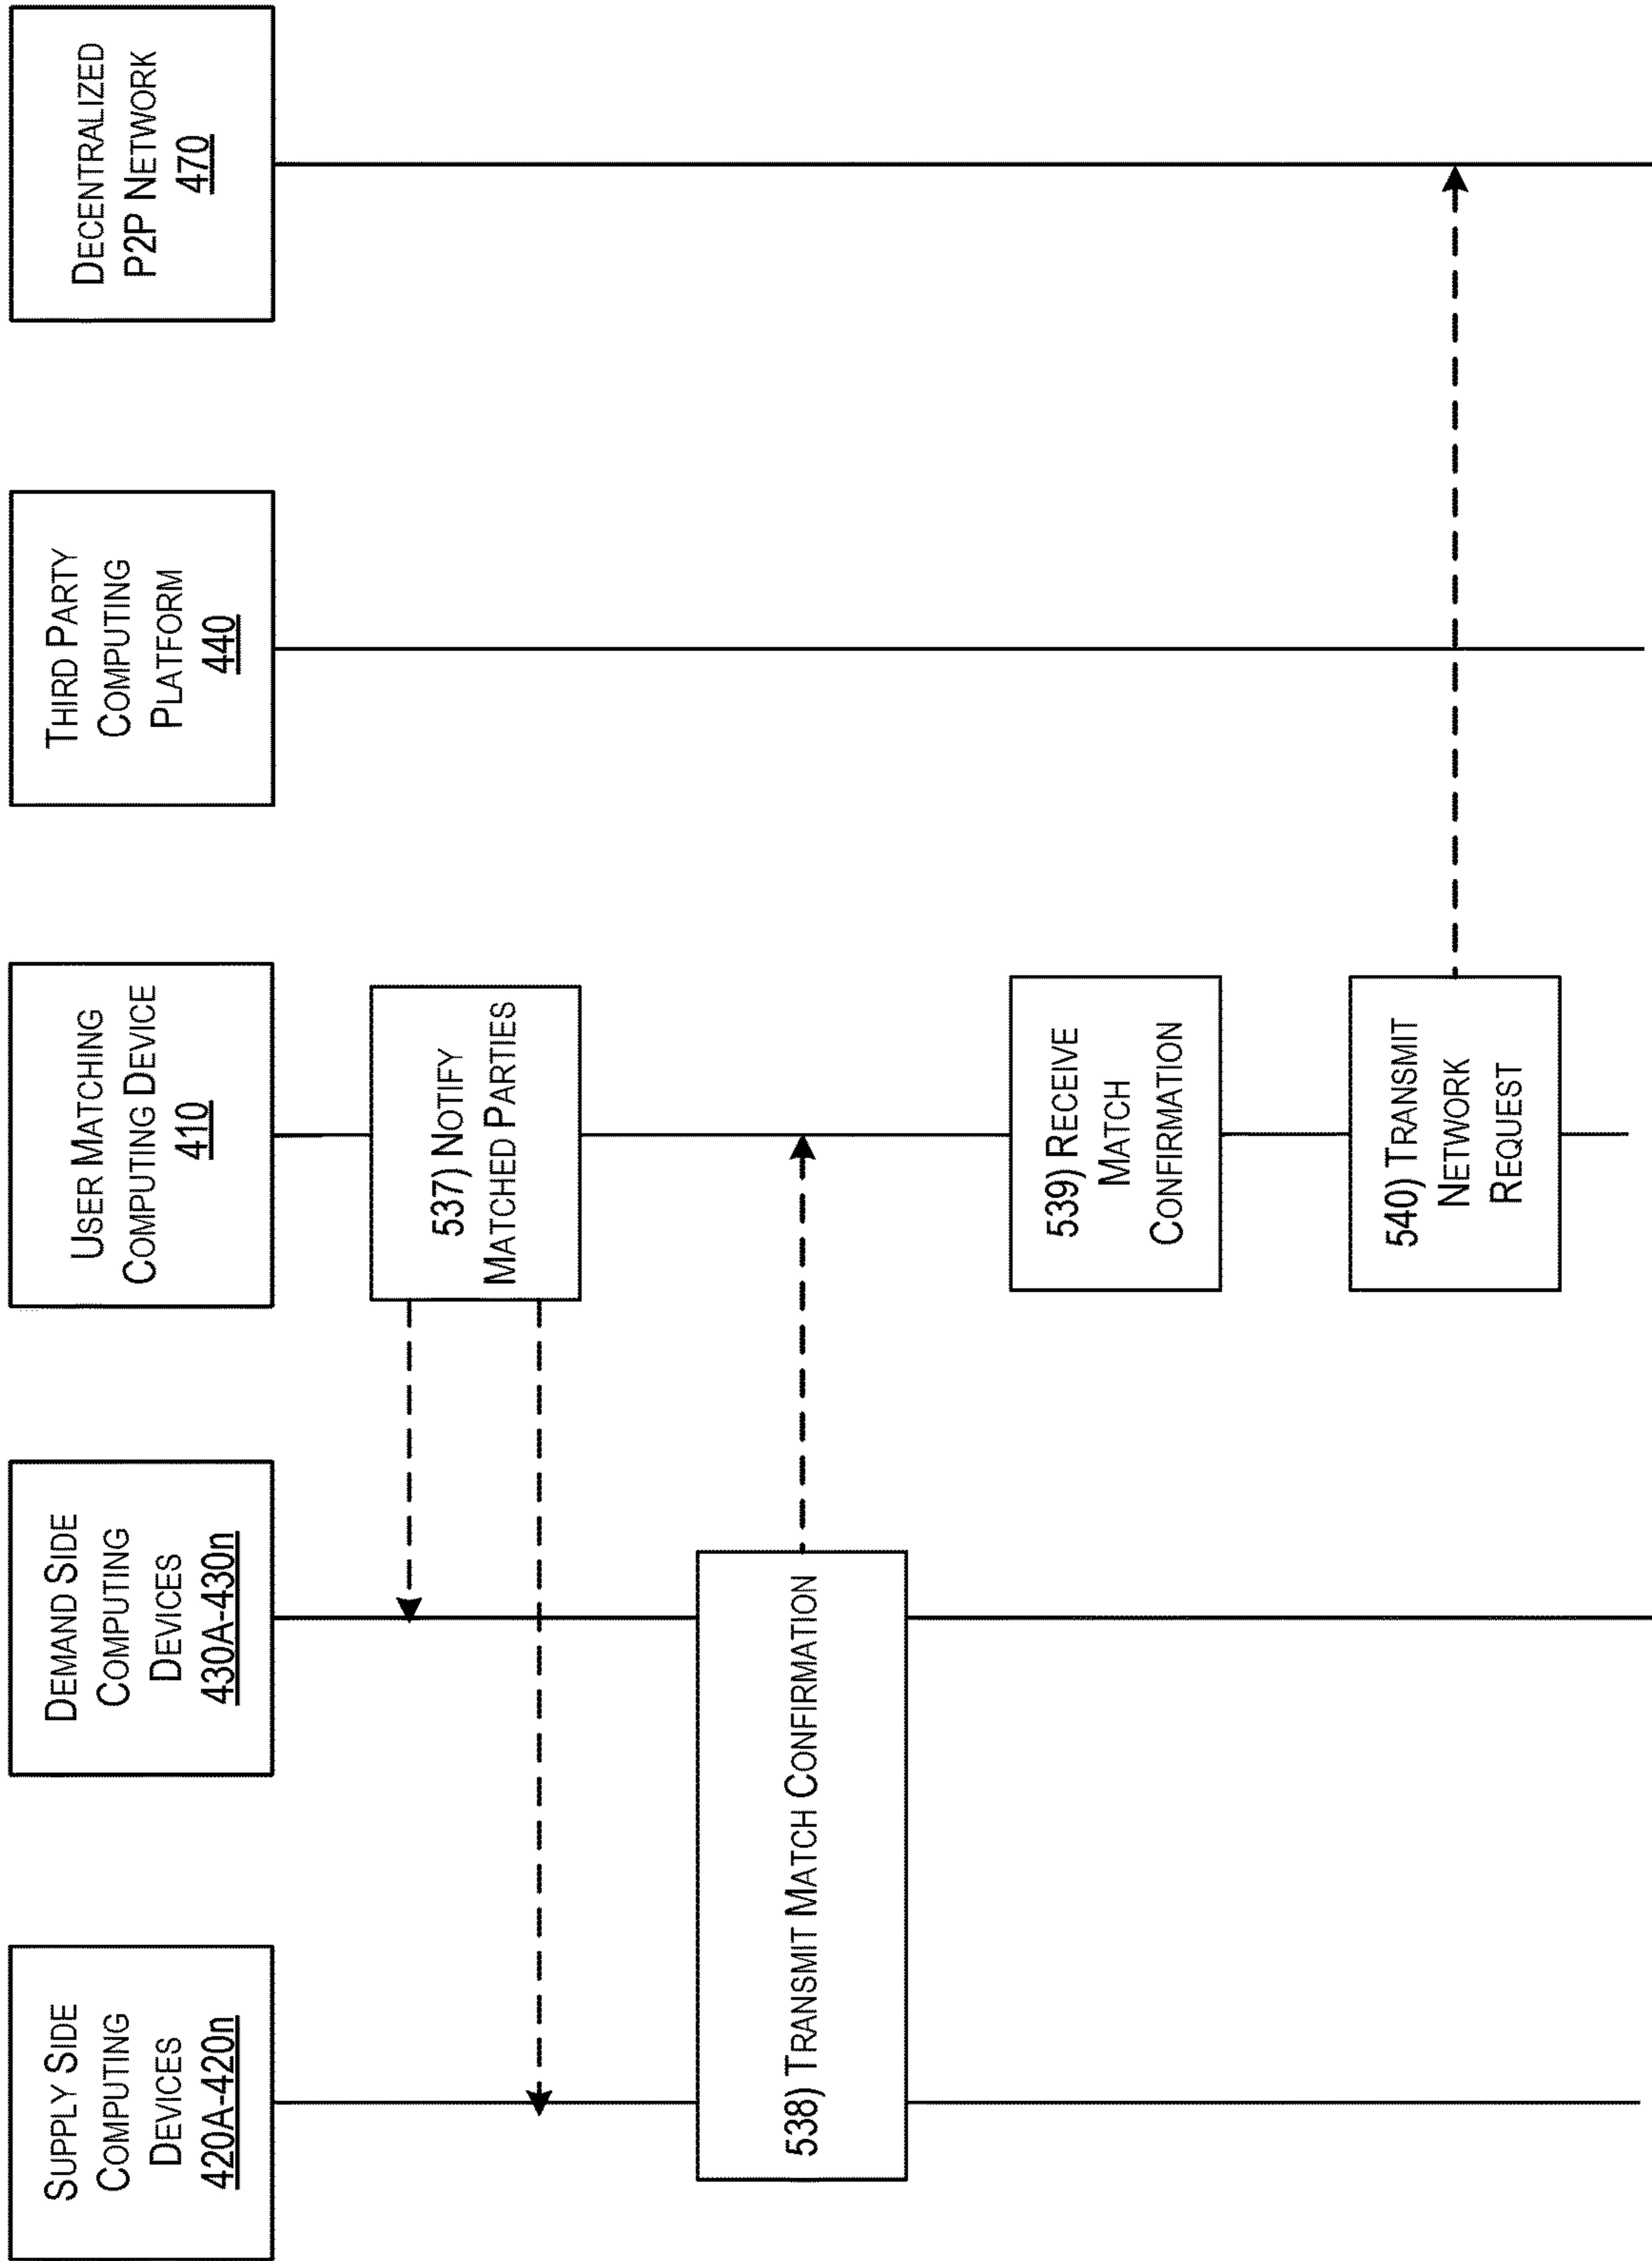 SUPPLY SIDE
COMPUTING
DEVICES
420A-420n
DEMAND SIDE
COMPUTING
DEVICES
430A-430n
USER MATCHING
COMPUTING DEVICE
410
THIRD PARTY
COMPUTING
PLATFORM
440
DECENTRALIZED
P2P NETWORK
470
537) NOTIFY
MATCHED PARTIES
538) TRANSMIT MATCH CONFIRMATION
539) RECEIVE
MATCH
CONFIRMATION
540) TRANSMIT
NETWORK
REQUEST